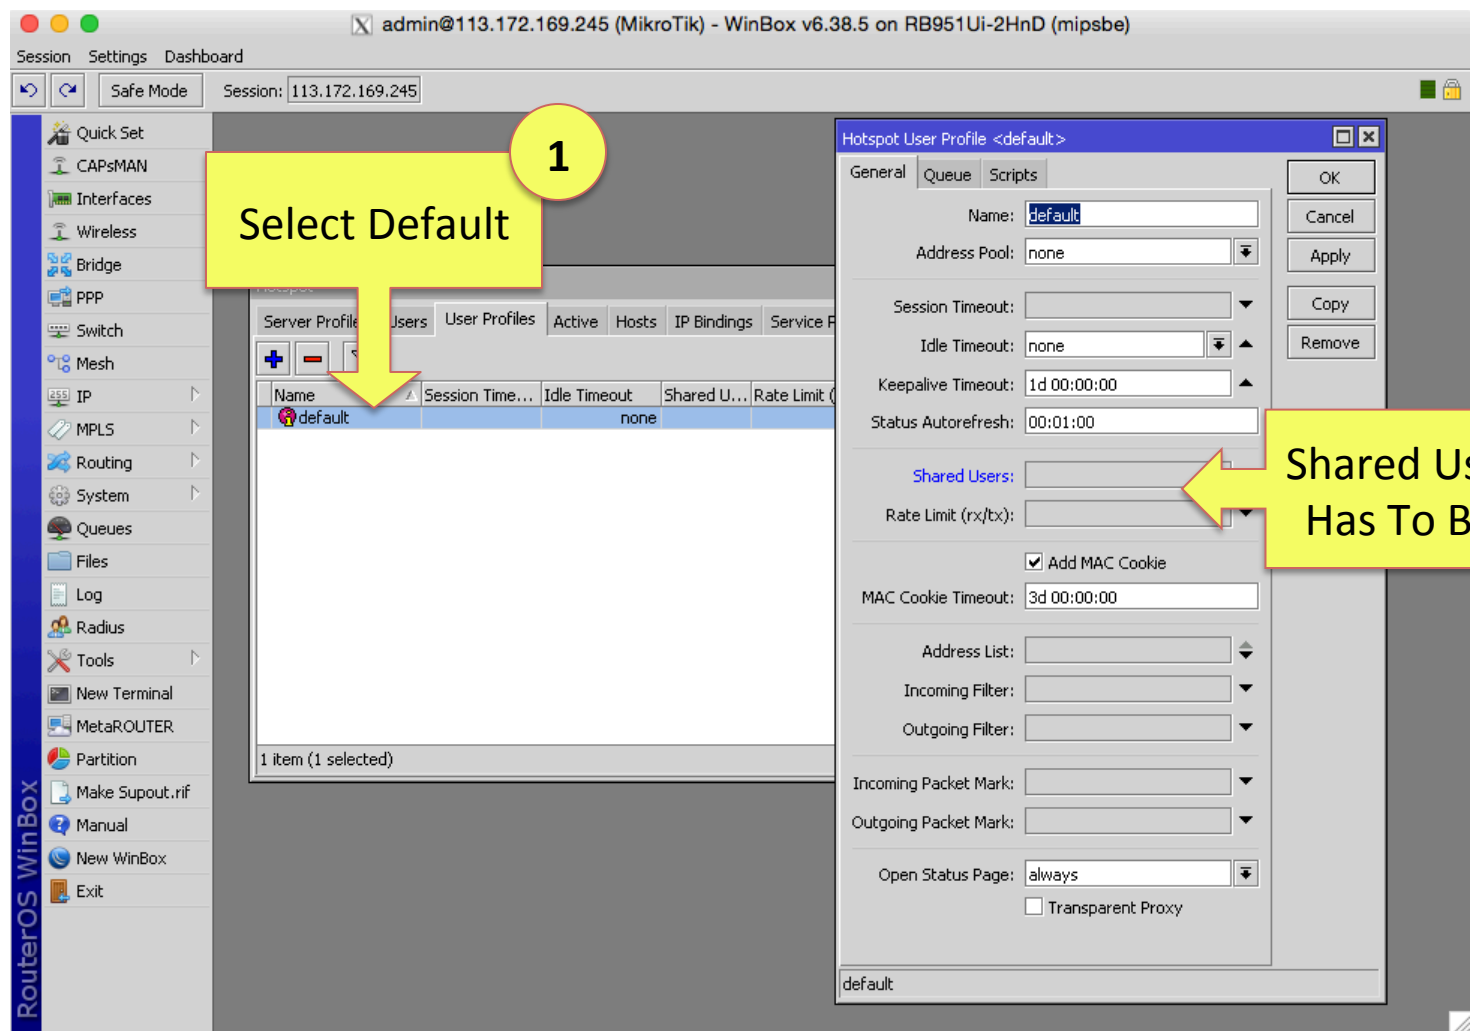 admin@113.172.169.245 (MikroTik) - WinBox v6.38.5 on RB951Ui-2HnD (mipsbe)
Session Settings Dashboard
Safe Mode Session: 113.172.169.245
Quick Set
CAPsMAN
Interfaces
Wireless
Bridge
PPP
Switch
Mesh
IP
MPLS
Routing
System
Queues
Files
Log
Radius
Tools
New Terminal
MetaROUTER
Partition
Make Supout.rif
Manual
New WinBox
Exit
RouterOS WinBox
1
Select Default
Hotspot
Server Profile Users User Profiles Active Hosts IP Bindings Service P
Name Session Time... Idle Timeout Shared U... Rate Limit (
default none
1 item (1 selected)
Hotspot User Profile <default>
General Queue Scripts
Name: default
Address Pool: none
Session Timeout:
Idle Timeout: none
Keepalive Timeout: 1d 00:00:00
Status Autorefresh: 00:01:00
Shared Users:
Rate Limit (rx/tx):
Add MAC Cookie
MAC Cookie Timeout: 3d 00:00:00
Address List:
Incoming Filter:
Outgoing Filter:
Incoming Packet Mark:
Outgoing Packet Mark:
Open Status Page: always
Transparent Proxy
default
OK
Cancel
Apply
Copy
Remove
Shared Us
Has To B